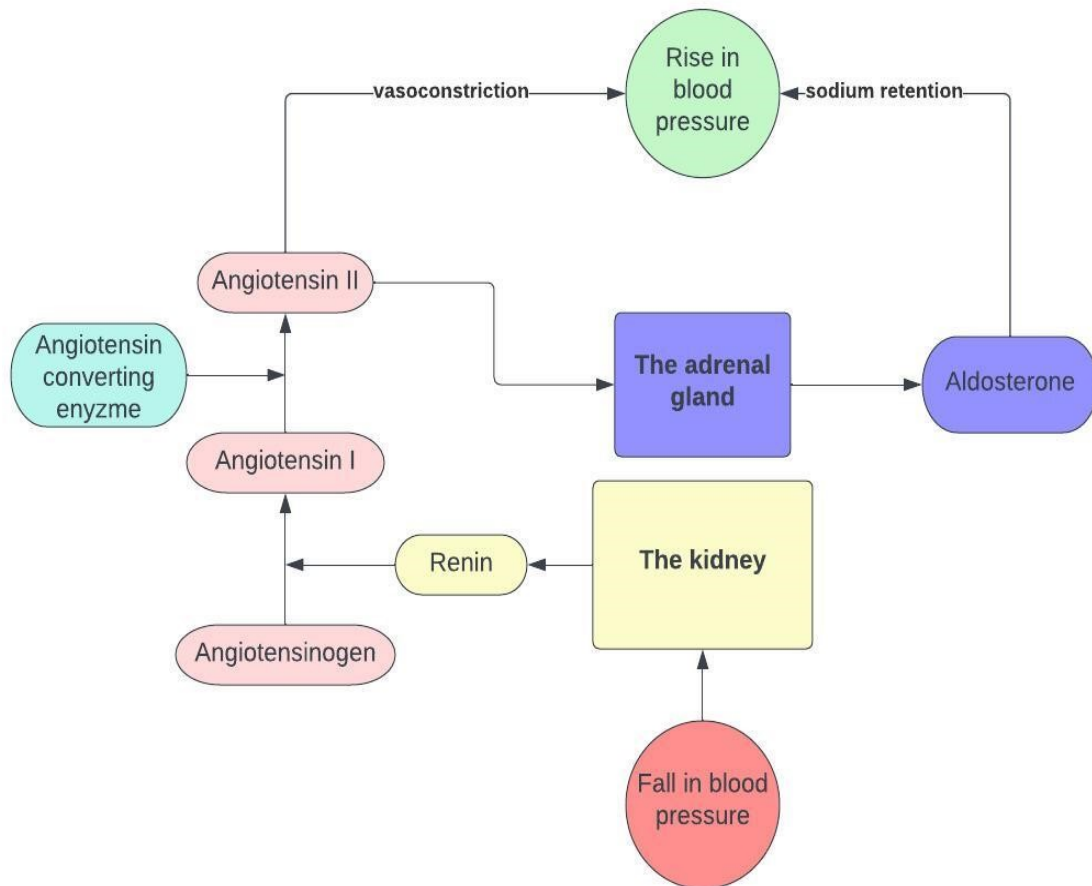 Rise in
blood
pressure
vasoconstriction
sodium retention
Angiotensin II
Angiotensin
converting
enyzme
The adrenal
gland
Aldosterone
Angiotensin I
Renin
The kidney
Angiotensinogen
Fall in blood
pressure